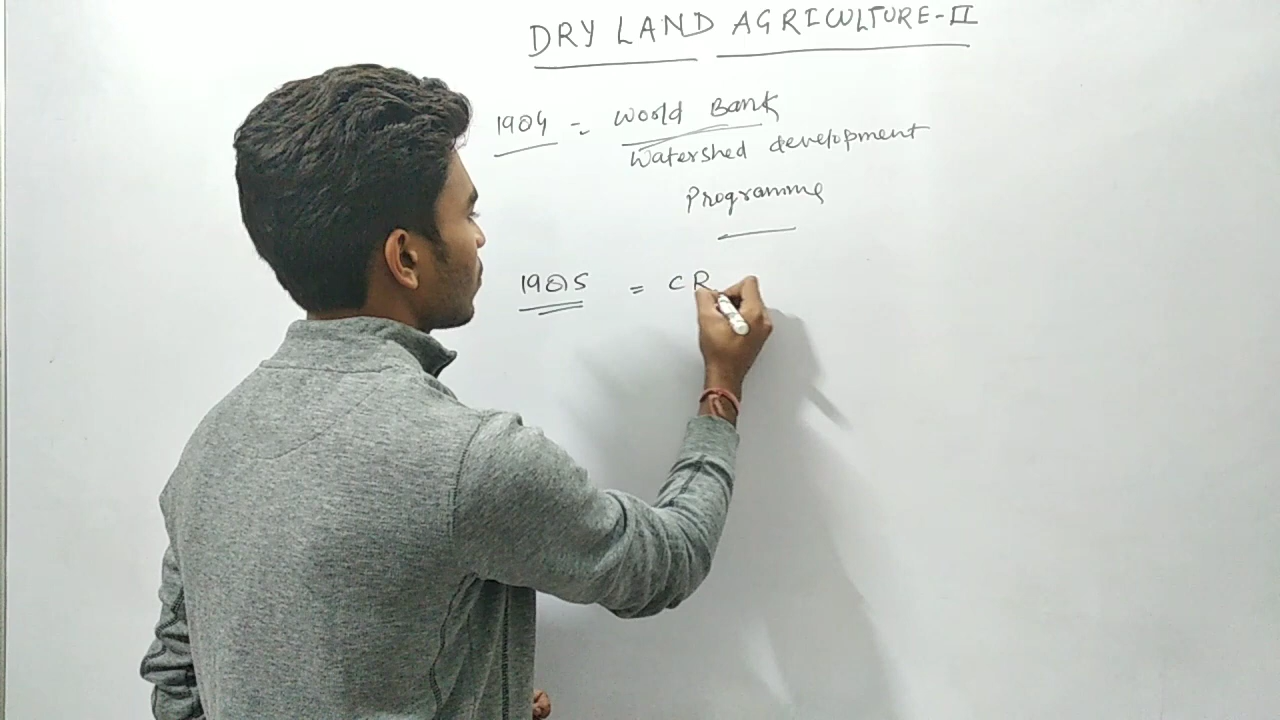 DRY LAND AGRICULTURE-II
1984 = World Bank
Watershed development
Programme
1985 = CR